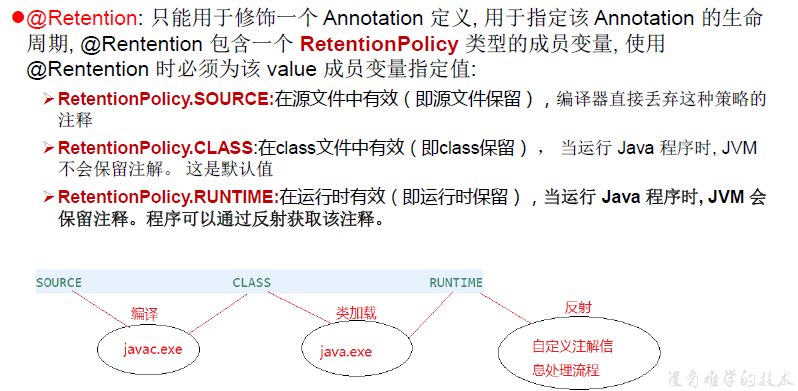 @Retention: 只能用于修饰一个 Annotation 定义, 用于指定该 Annotation 的生命
周期, @Rentention 包含一个 RetentionPolicy 类型的成员变量, 使用
@Rentention 时必须为该 value 成员变量指定值:
RetentionPolicy.SOURCE:在源文件中有效（即源文件保留），编译器直接丢弃这种策略的
注释
RetentionPolicy.CLASS:在class文件中有效（即class保留） ， 当运行 Java 程序时, JVM
不会保留注解。 这是默认值
RetentionPolicy.RUNTIME:在运行时有效（即运行时保留），当运行 Java 程序时, JVM 会
保留注释。程序可以通过反射获取该注释。
SOURCE CLASS RUNTIME
编译 类加载 反射
javac.exe java.exe 自定义注解信
息处理流程
没有难学的技术